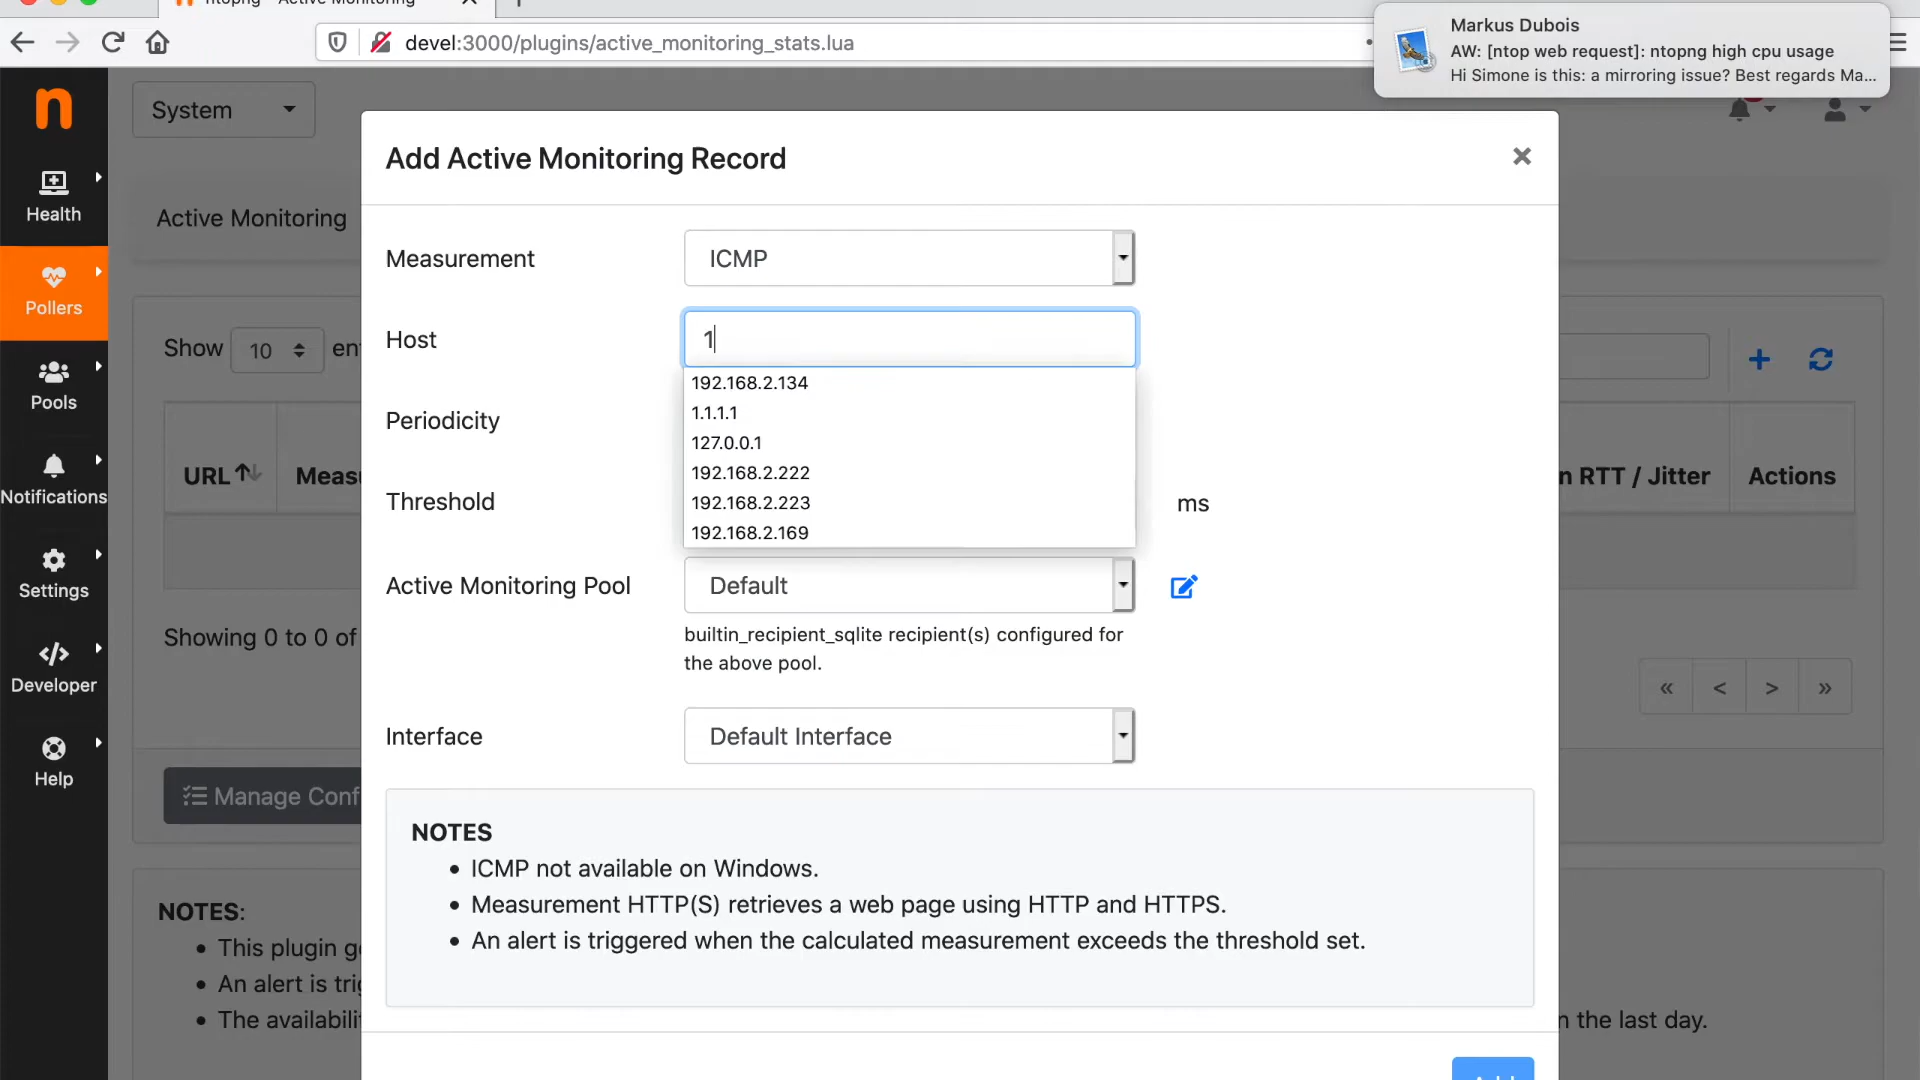 ntopng - Active Monitoring
devel:3000/plugins/active_monitoring_stats.lua
Markus Dubois
AW: [ntop web request]: ntopng high cpu usage
Hi Simone is this: a mirroring issue? Best regards Ma...
n
System
Health
Pollers
Pools
Notifications
Settings
Developer
Help
Active Monitoring
Show 10
URL
Actions
Showing 0 to 0 of
« < > »
NOTES:
This plugin
An alert is
The
n the last day.
Add Active Monitoring Record
Measurement ICMP
Host 1
192.168.2.134
1.1.1.1
127.0.0.1
192.168.2.222
192.168.2.223
192.168.2.169
Periodicity
Threshold ms
Active Monitoring Pool Default
builtin_recipient_sqlite recipient(s) configured for
the above pool.
Interface Default Interface
NOTES
ICMP not available on Windows.
Measurement HTTP(S) retrieves a web page using HTTP and HTTPS.
An alert is triggered when the calculated measurement exceeds the threshold set.
n RTT / Jitter
Manage